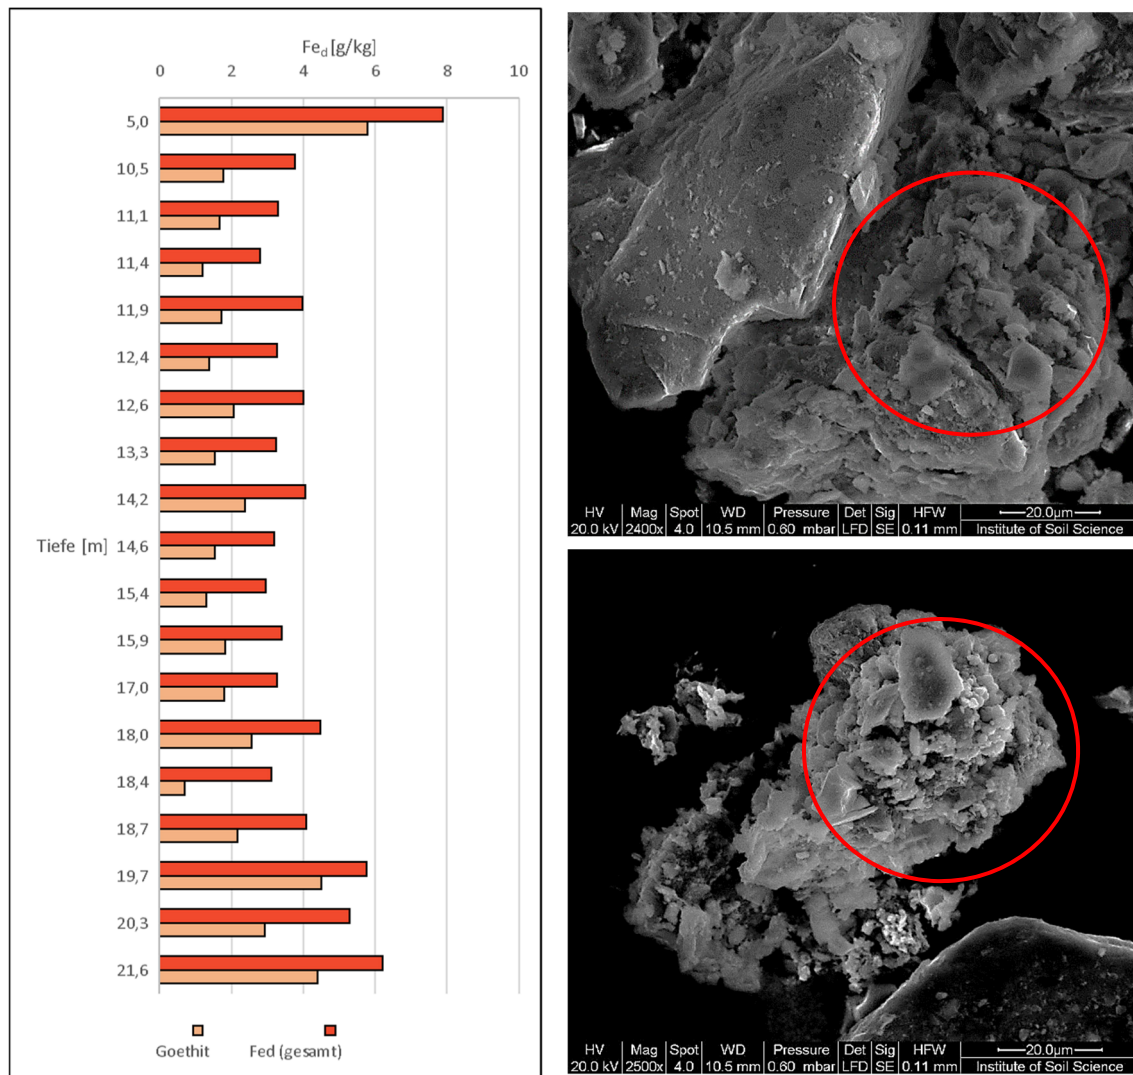 Fed [g/kg]
0 2 4 6 8 10
5,0
10,5
11,1
11,4
11,9
12,4
12,6
13,3
14,2
Tiefe [m] 14,6
15,4
15,9
17,0
18,0
18,4
18,7
19,7
20,3
21,6
Goethit Fed (gesamt)
HV Mag Spot WD Pressure Det Sig HFW 20.0µm
20.0 kV 2400x 4.0 10.5 mm 0.60 mbar LFD SE 0.11 mm Institute of Soil Science
HV Mag Spot WD Pressure Det Sig HFW 20.0µm
20.0 kV 2500x 4.0 10.5 mm 0.60 mbar LFD SE 0.11 mm Institute of Soil Science